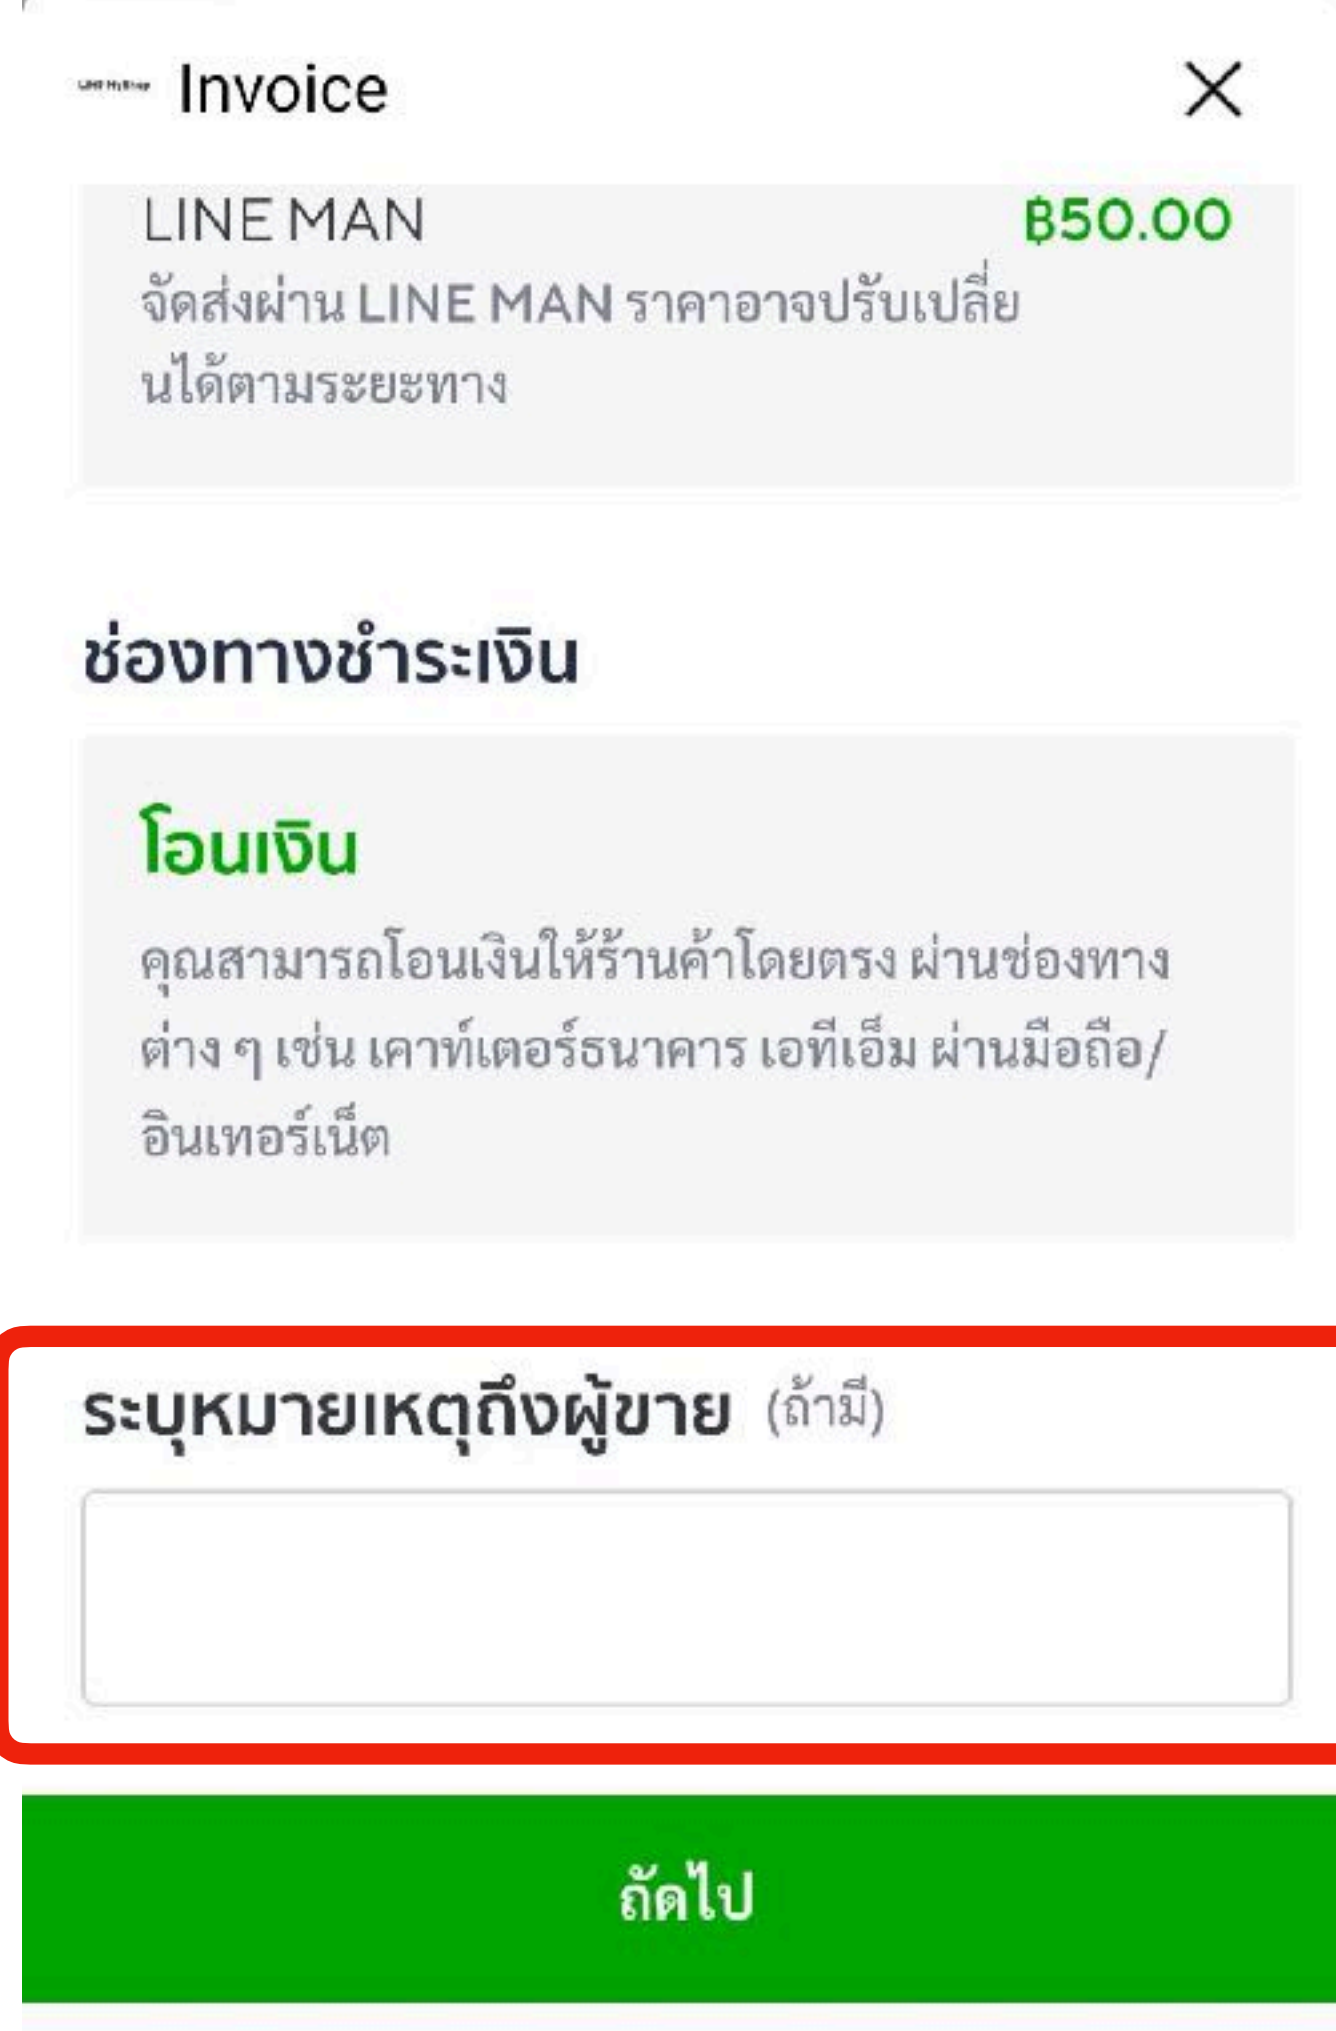 LINE MyShop Invoice
LINE MAN ฿50.00
จัดส่งผ่าน LINE MAN ราคาอาจปรับเปลี่ย
นได้ตามระยะทาง
ช่องทางชำระเงิน
โอนเงิน
คุณสามารถโอนเงินให้ร้านค้าโดยตรง ผ่านช่องทาง
ต่าง ๆ เช่น เคาท์เตอร์ธนาคาร เอทีเอ็ม ผ่านมือถือ/
อินเทอร์เน็ต
ระบุหมายเหตุถึงผู้ขาย (ถ้ามี)
ถัดไป